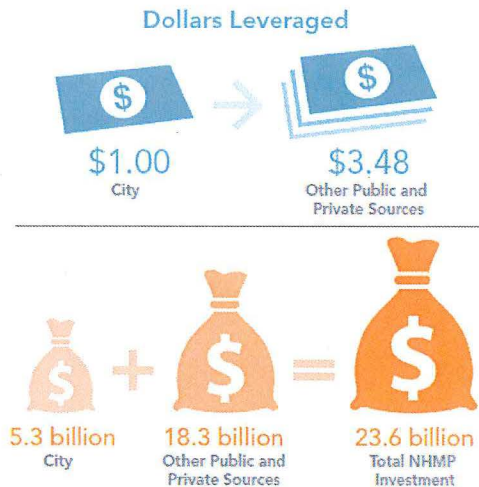 Dollars Leveraged
$
$
$1.00
City
$3.48
Other Public and
Private Sources
$
+
$
=
$
5.3 billion
City
18.3 billion
Other Public and
Private Sources
23.6 billion
Total NHMP
Investment